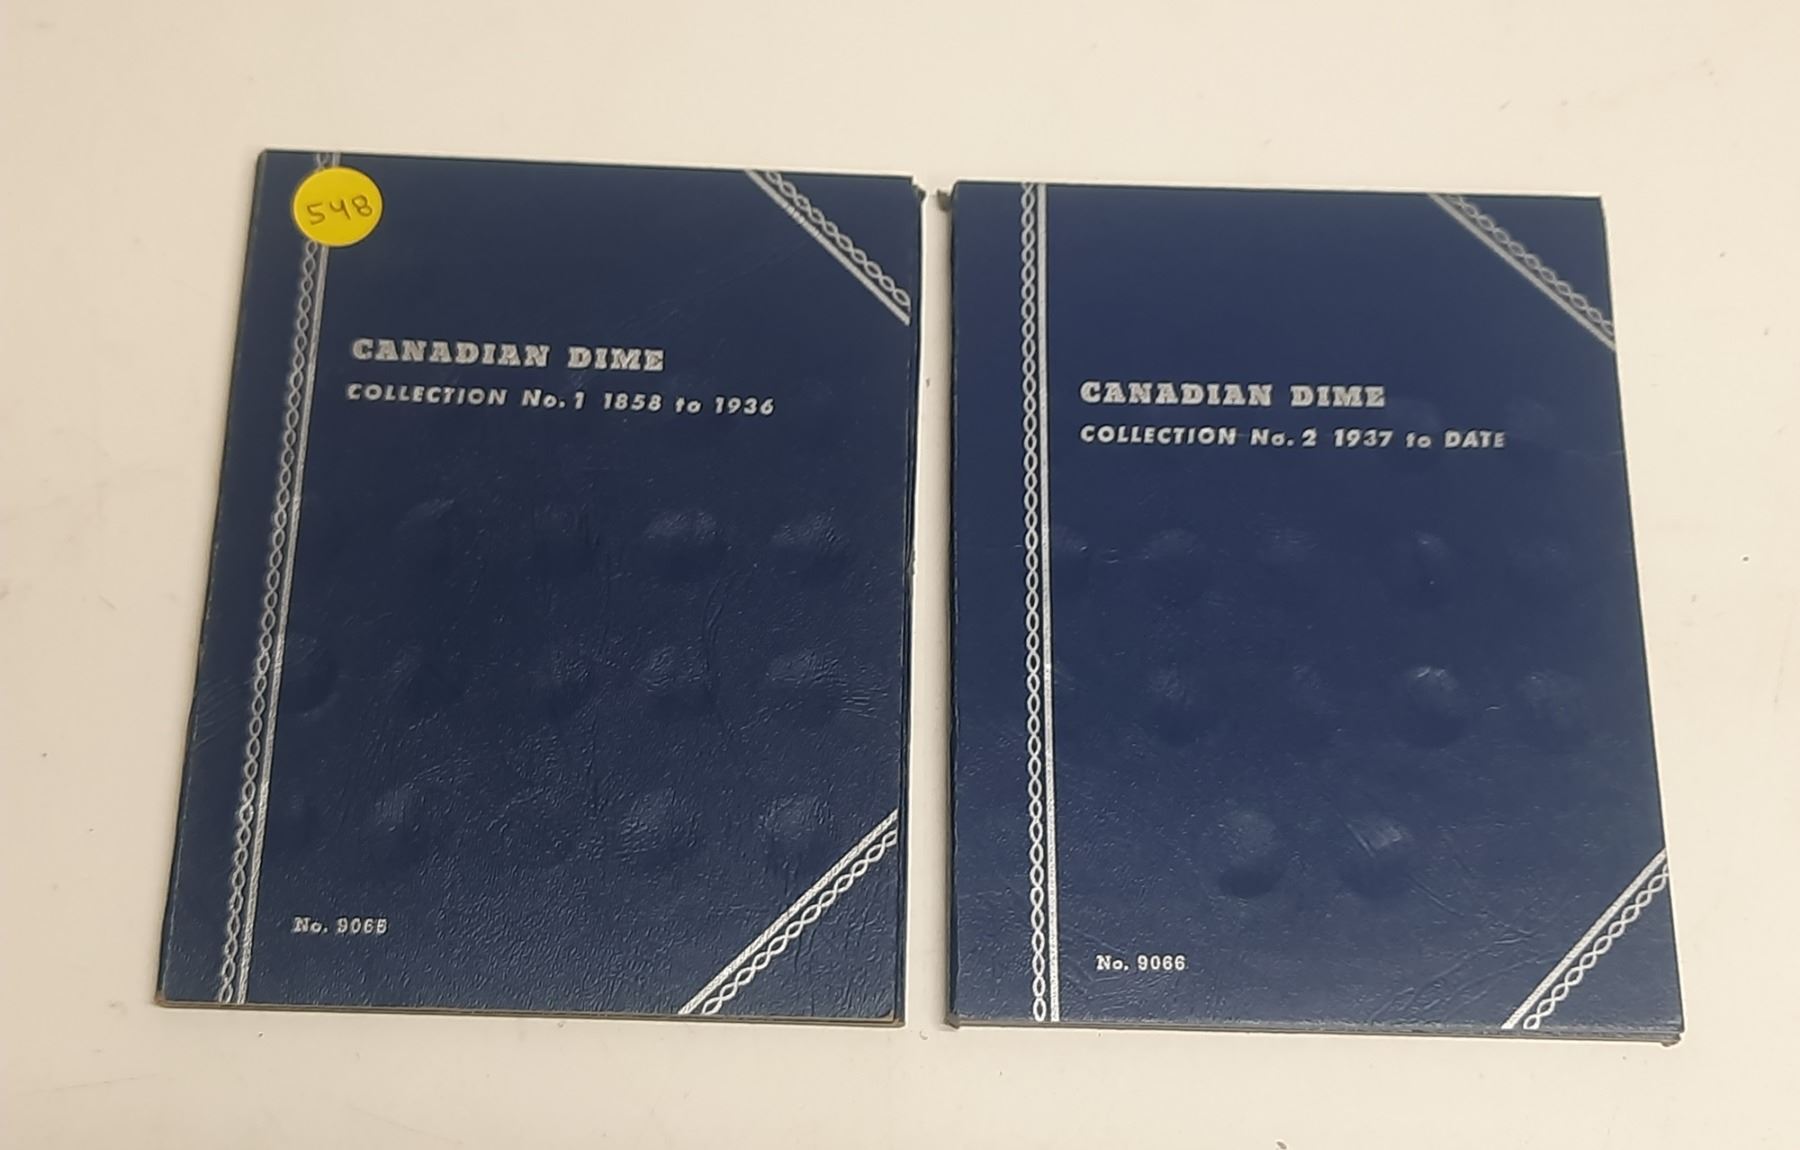 548
CANADIAN DIME
COLLECTION No. 1 1858 to 1936
No. 9065
CANADIAN DIME
COLLECTION No. 2 1937 to DATE
No. 9066